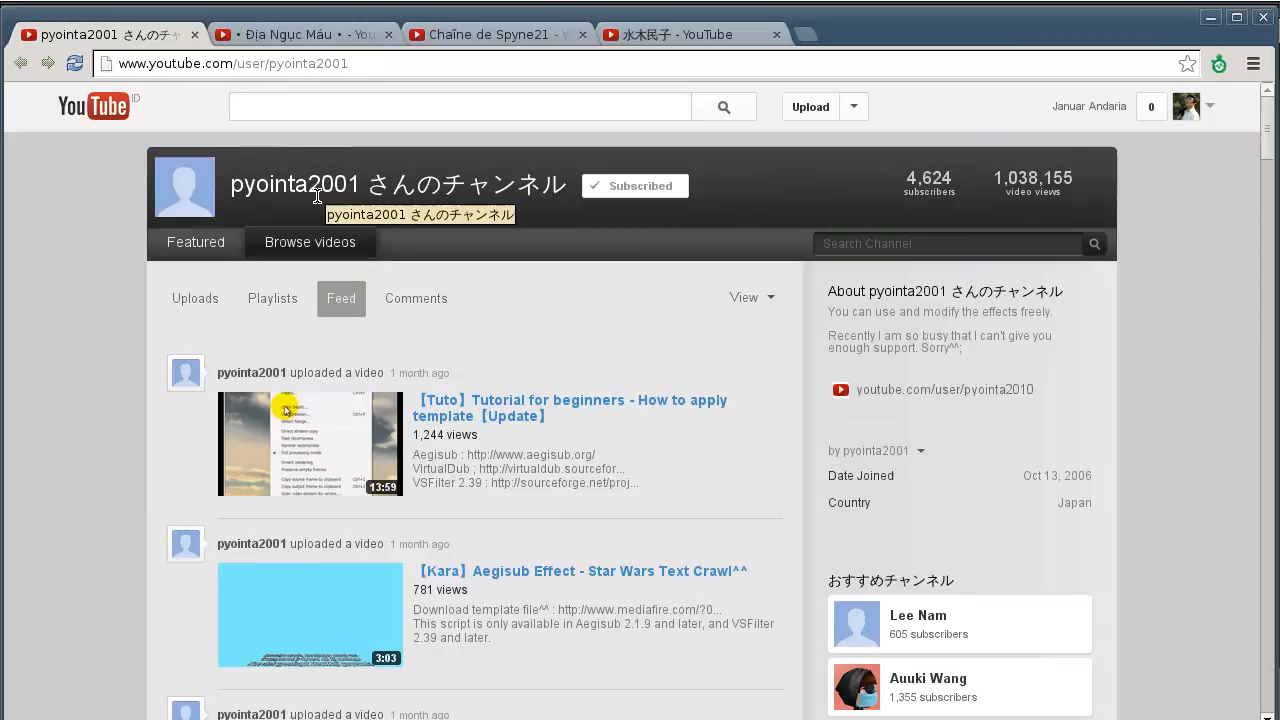 pyointa2001 さんのチャ
• Địa Ngục Máu • - You
Chaîne de Spyne21 - Y
水木民子 - YouTube
www.youtube.com/user/pyointa2001
YouTube ID
Upload
Januar Andaria
0
pyointa2001 さんのチャンネル
Subscribed
4,624
subscribers
1,038,155
video views
pyointa2001 さんのチャンネル
Featured
Browse videos
Search Channel
Uploads
Playlists
Feed
Comments
View
pyointa2001 uploaded a video 1 month ago
【Tuto】Tutorial for beginners - How to apply
template【Update】
1,244 views
Aegisub : http://www.aegisub.org/
VirtualDub ; http://virtualdub.sourcefor...
VSFilter 2.39 : http://sourceforge.net/proj...
13:59
pyointa2001 uploaded a video 1 month ago
【Kara】Aegisub Effect - Star Wars Text Crawl^^
781 views
Download template file^^ : http://www.mediafire.com/?0...
This script is only available in Aegisub 2.1.9 and later, and VSFilter
2.39 and later.
3:03
pyointa2001 uploaded a video 1 month ago
About pyointa2001 さんのチャンネル
You can use and modify the effects freely.
Recently I am so busy that I can't give you
enough support. Sorry^^;
youtube.com/user/pyointa2010
by pyointa2001
Date Joined
Oct 13, 2006
Country
Japan
おすすめチャンネル
Lee Nam
605 subscribers
Auuki Wang
1,355 subscribers